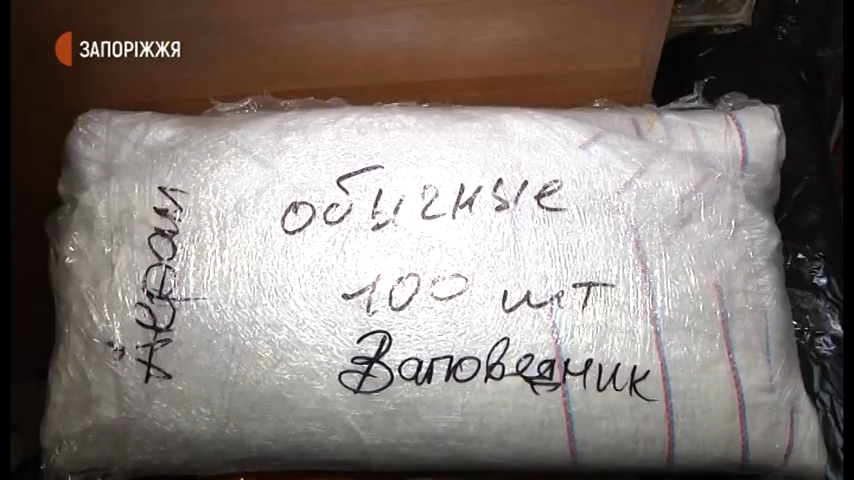 ЗАПОРІЖЖЯ
обычные
100 шт
Заповедник